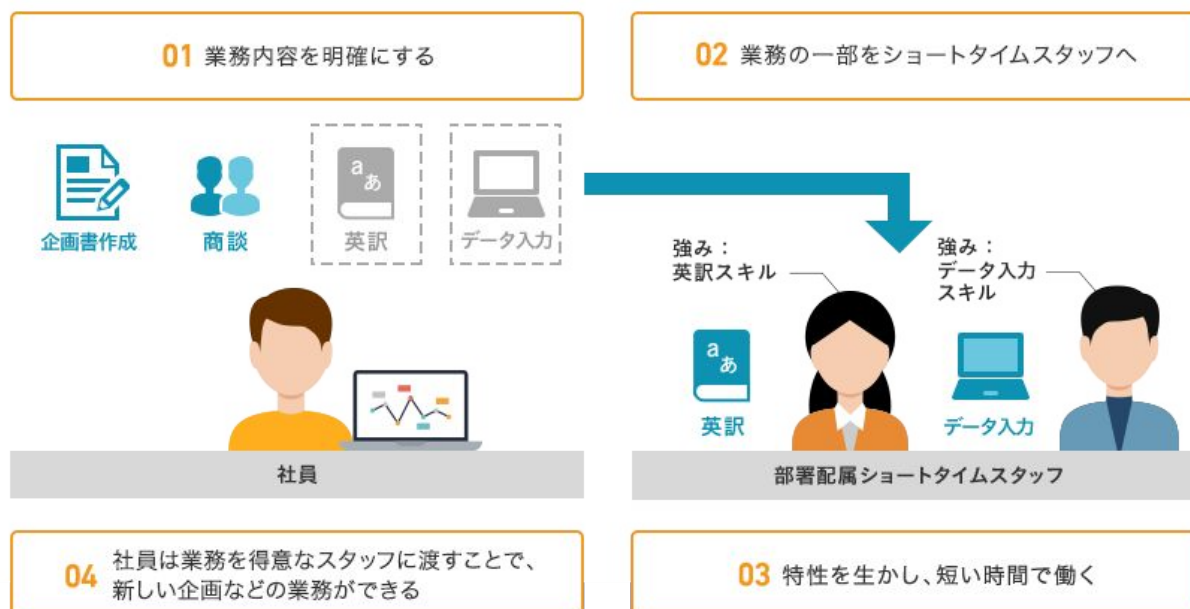 01 業務内容を明確にする
02 業務の一部をショートタイムスタッフへ
企画書作成
商談
aあ
英訳
データ入力
強み：
英訳スキル
強み：
データ入力
スキル
aあ
英訳
データ入力
社員
部署配属ショートタイムスタッフ
04 社員は業務を得意なスタッフに渡すことで、
新しい企画などの業務ができる
03 特性を生かし、短い時間で働く